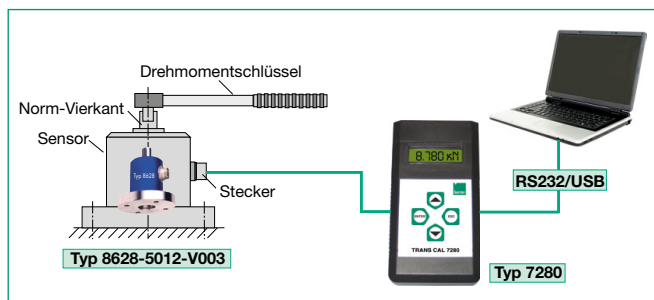 Drehmomentschlüssel
Norm-Vierkant
Sensor
Typ 8628
Stecker
Typ 8628-5012-V003
8.780 kN
ENTER
ESC
TRANS CAL 7280
Typ 7280
RS232/USB